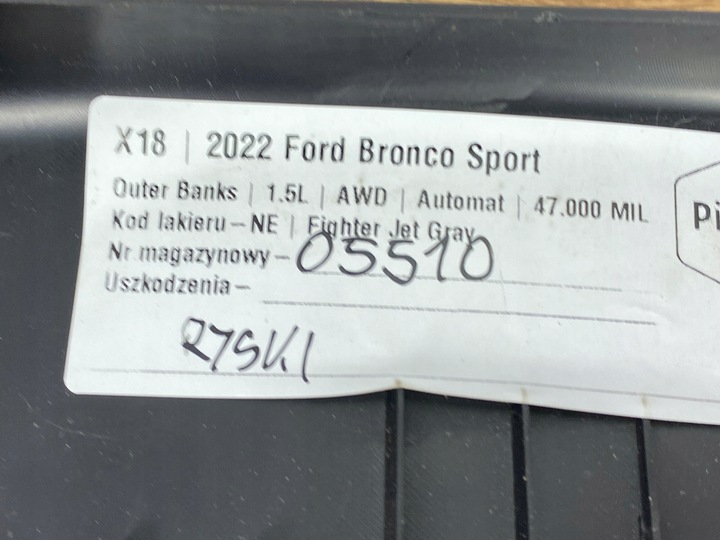 X18 | 2022 Ford Bronco Sport
Outer Banks | 1.5L | AWD | Automat | 47.000 MIL
Kod lakieru – NE | Fighter Jet Gray
Nr magazynowy – 05510
Uszkodzenia –
RYSKI